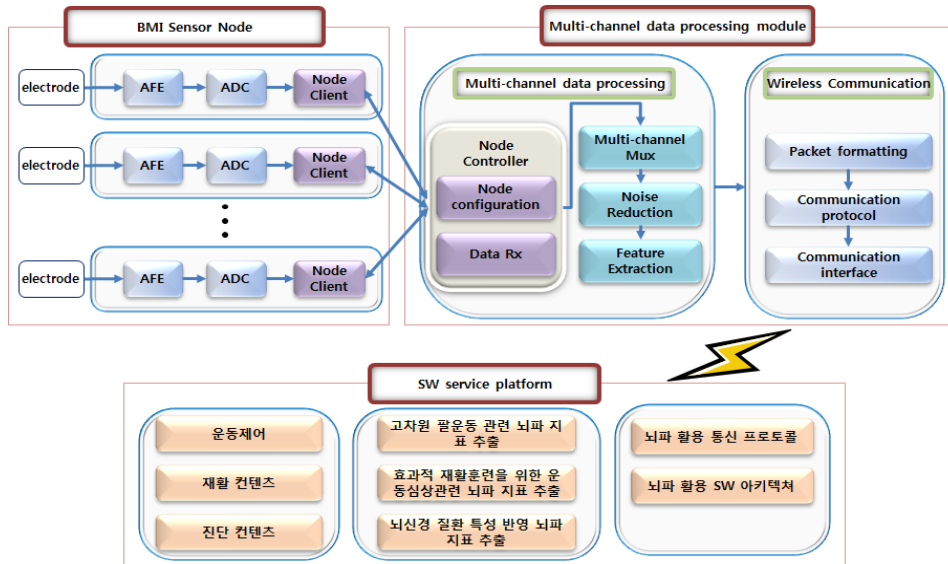 BMI Sensor Node
electrode
AFE
ADC
Node
Client
electrode
AFE
ADC
Node
Client
electrode
AFE
ADC
Node
Client
Multi-channel data processing module
Multi-channel data processing
Node
Controller
Node
configuration
Data Rx
Multi-channel
Mux
Noise
Reduction
Feature
Extraction
Wireless Communication
Packet formatting
Communication
protocol
Communication
interface
SW service platform
운동제어
재활 컨텐츠
진단 컨텐츠
고차원 팔운동 관련 뇌파 지
표 추출
효과적 재활훈련을 위한 운
동심상관련 뇌파 지표 추출
뇌신경 질환 특성 반영 뇌파
지표 추출
뇌파 활용 통신 프로토콜
뇌파 활용 SW 아키텍쳐